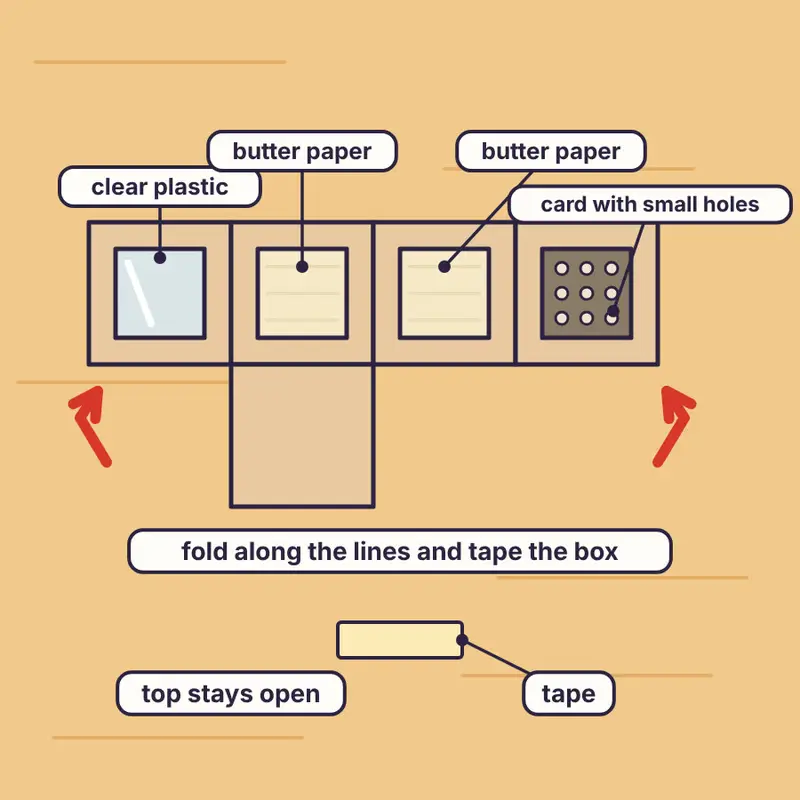 butter paper
butter paper
clear plastic
card with small holes
fold along the lines and tape the box
top stays open
tape